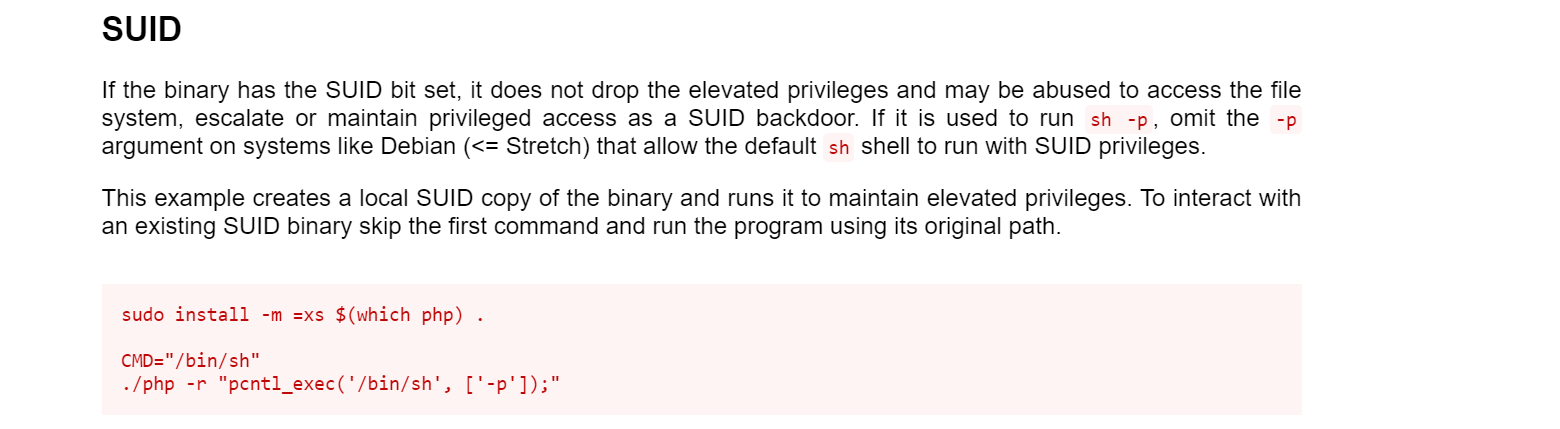 SUID
If the binary has the SUID bit set, it does not drop the elevated privileges and may be abused to access the file
system, escalate or maintain privileged access as a SUID backdoor. If it is used to run sh -p, omit the -p
argument on systems like Debian (<= Stretch) that allow the default sh shell to run with SUID privileges.
This example creates a local SUID copy of the binary and runs it to maintain elevated privileges. To interact with
an existing SUID binary skip the first command and run the program using its original path.
sudo install -m =xs $(which php) .
CMD="/bin/sh"
./php -r "pcntl_exec('/bin/sh', ['-p']);"